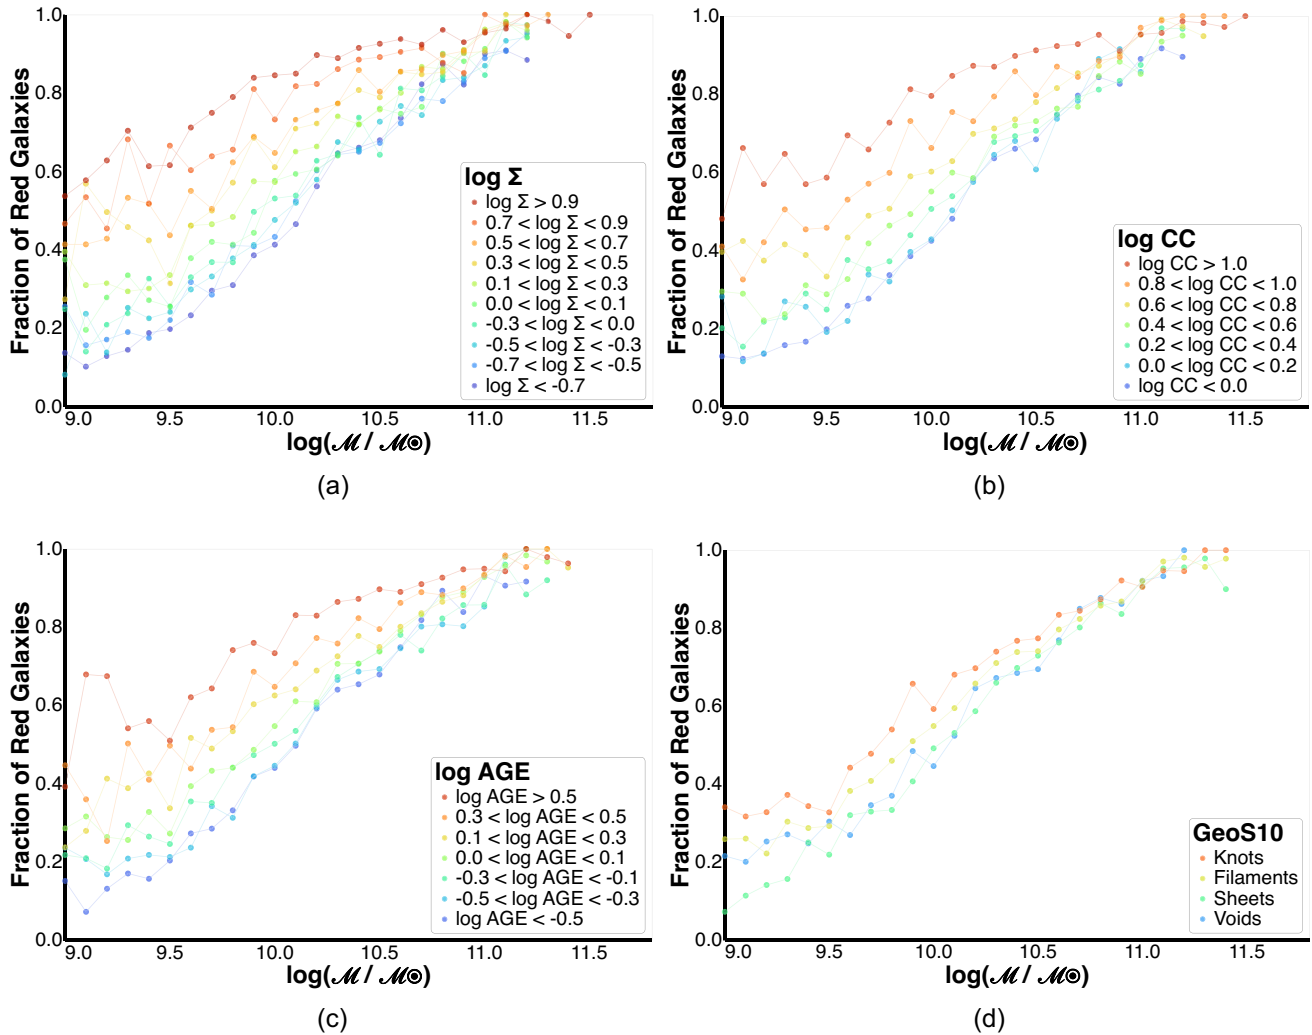 Fraction of Red Galaxies
1.0
0.8
0.6
0.4
0.2
0.0
9.0 9.5 10.0 10.5 11.0 11.5
log(ℳ / ℳ⊙)
log Σ
log Σ > 0.9
0.7 < log Σ < 0.9
0.5 < log Σ < 0.7
0.3 < log Σ < 0.5
0.1 < log Σ < 0.3
0.0 < log Σ < 0.1
-0.3 < log Σ < 0.0
-0.5 < log Σ < -0.3
-0.7 < log Σ < -0.5
log Σ < -0.7
(a)
Fraction of Red Galaxies
1.0
0.8
0.6
0.4
0.2
0.0
9.0 9.5 10.0 10.5 11.0 11.5
log(ℳ / ℳ⊙)
log CC
log CC > 1.0
0.8 < log CC < 1.0
0.6 < log CC < 0.8
0.4 < log CC < 0.6
0.2 < log CC < 0.4
0.0 < log CC < 0.2
log CC < 0.0
(b)
Fraction of Red Galaxies
1.0
0.8
0.6
0.4
0.2
0.0
9.0 9.5 10.0 10.5 11.0 11.5
log(ℳ / ℳ⊙)
log AGE
log AGE > 0.5
0.3 < log AGE < 0.5
0.1 < log AGE < 0.3
0.0 < log AGE < 0.1
-0.3 < log AGE < -0.1
-0.5 < log AGE < -0.3
log AGE < -0.5
(c)
Fraction of Red Galaxies
1.0
0.8
0.6
0.4
0.2
0.0
9.0 9.5 10.0 10.5 11.0 11.5
log(ℳ / ℳ⊙)
GeoS10
Knots
Filaments
Sheets
Voids
(d)